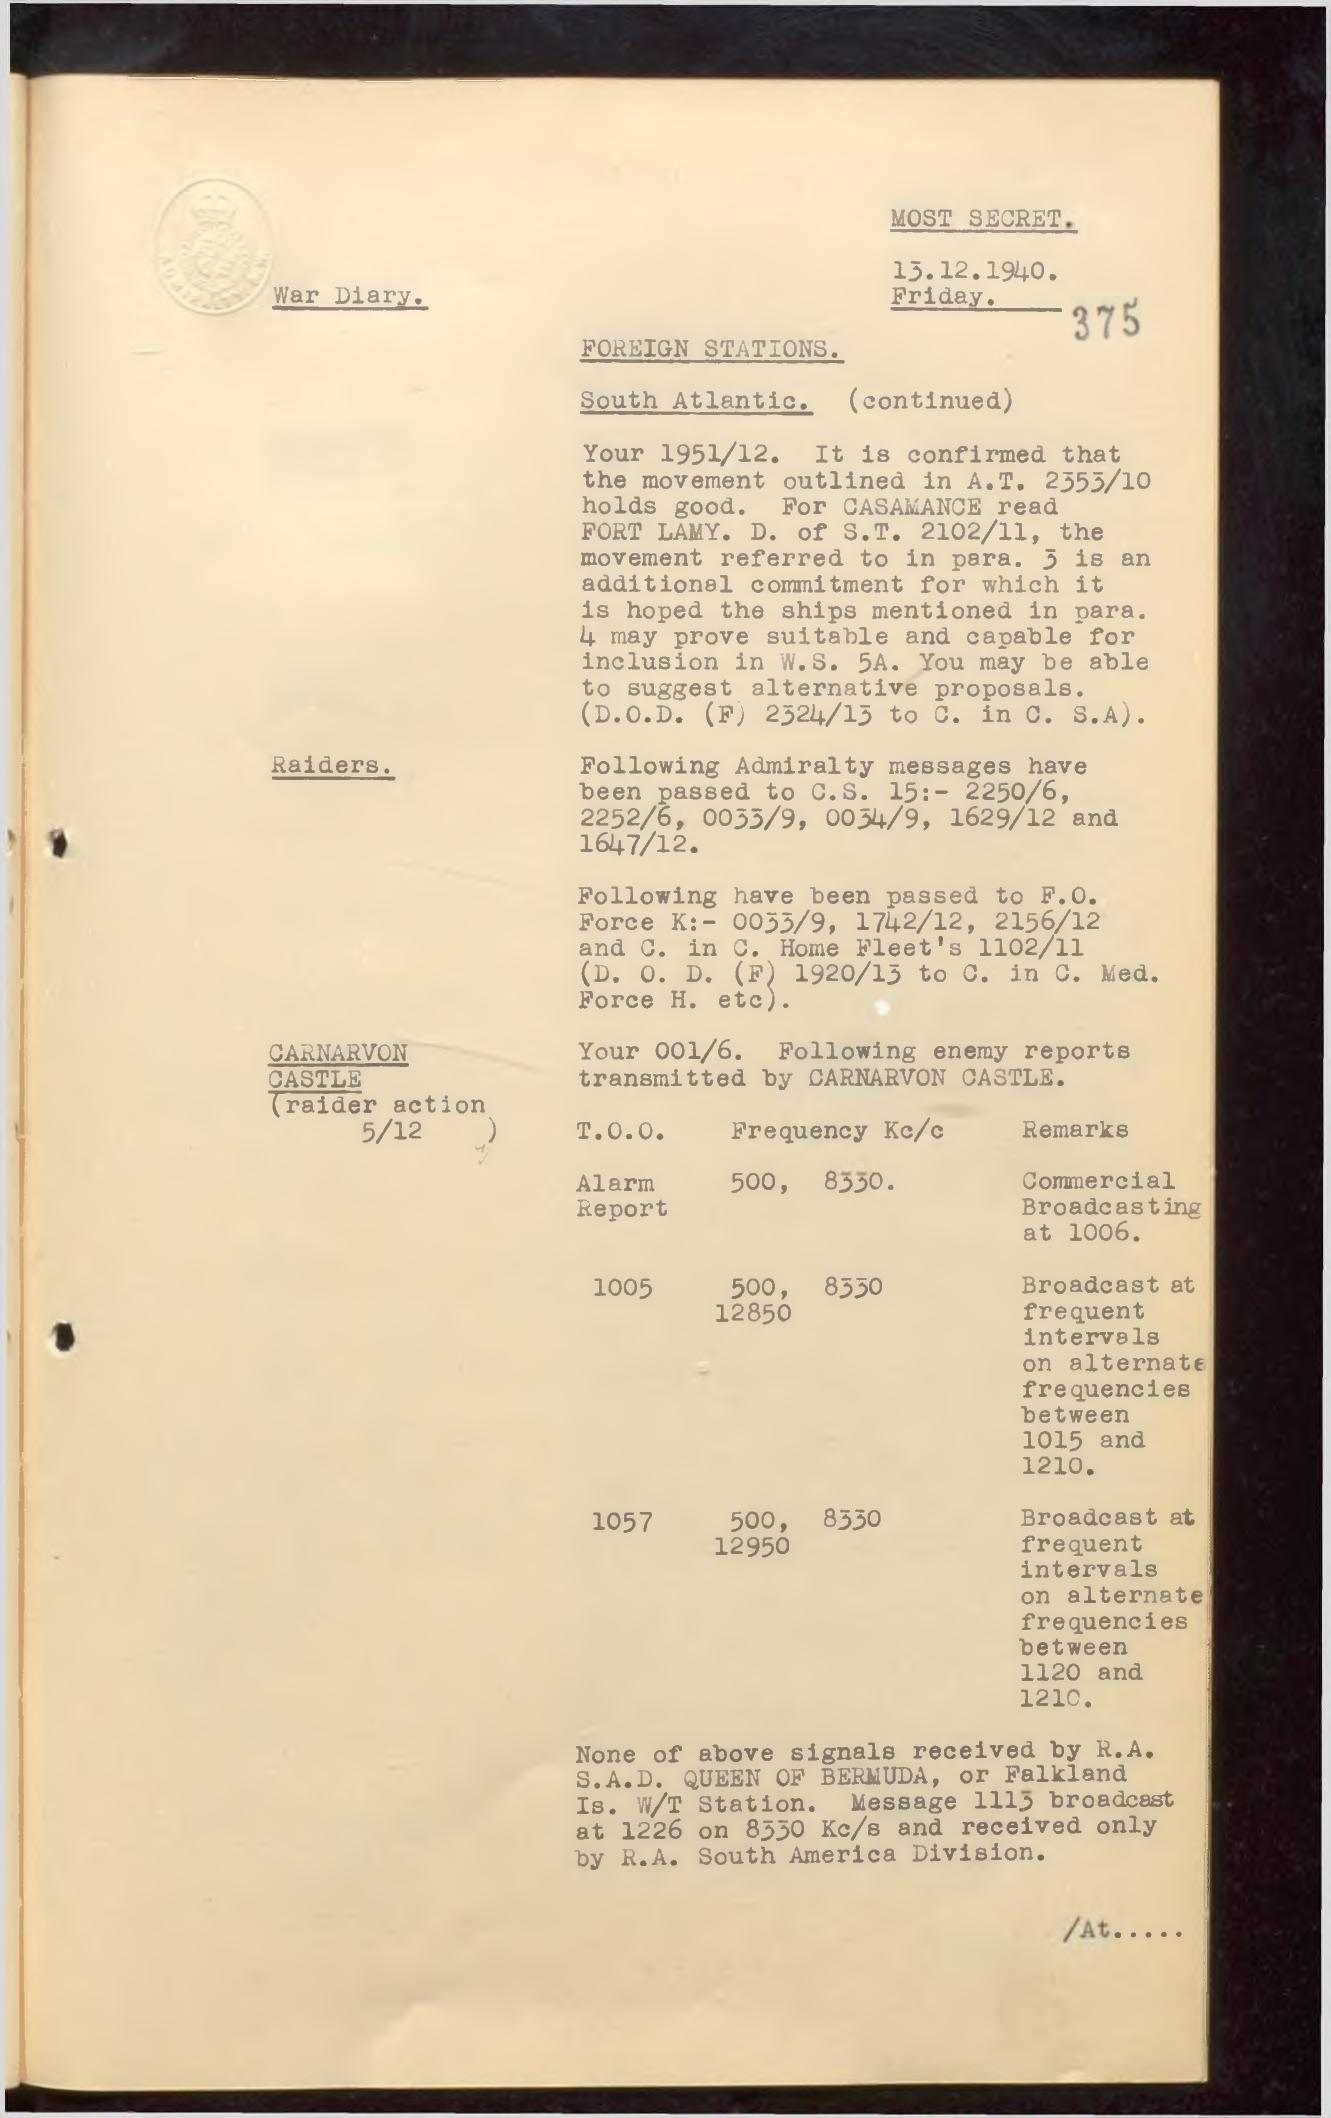 MOST SECRET.
13.12.1940.
War Diary.
Friday.
375
FOREIGN STATIONS.
South Atlantic. (continued)
Your 1951/12. It is confirmed that
the movement outlined in A.T. 2353/10
holds good. For CASAMANCE read
FORT LAMY. D. of S.T. 2102/11, the
movement referred to in para. 3 is an
additional commitment for which it
is hoped the ships mentioned in para.
4 may prove suitable and capable for
inclusion in W.S. 5A. You may be able
to suggest alternative proposals.
(D.O.D. (F) 2324/13 to C. in C. S.A).
Raiders.
Following Admiralty messages have
been passed to C.S. 15:- 2250/6,
2252/6, 0033/9, 0034/9, 1629/12 and
1647/12.
Following have been passed to F.O.
Force K:- 0033/9, 1742/12, 2156/12
and C. in C. Home Fleet's 1102/11
(D. O. D. (F) 1920/13 to C. in C. Med.
Force H. etc).
CARNARVON
CASTLE
(raider action
5/12 )
Your 001/6. Following enemy reports
transmitted by CARNARVON CASTLE.
T.O.O. Frequency Kc/c Remarks
Alarm 500, 8330. Commercial
Report Broadcasting
at 1006.
1005 500, 8330 Broadcast at
12850 frequent
intervals
on alternate
frequencies
between
1015 and
1210.
1057 500, 8330 Broadcast at
12950 frequent
intervals
on alternate
frequencies
between
1120 and
1210.
None of above signals received by R.A.
S.A.D. QUEEN OF BERMUDA, or Falkland
Is. W/T Station. Message 1113 broadcast
at 1226 on 8330 Kc/s and received only
by R.A. South America Division.
/At.....